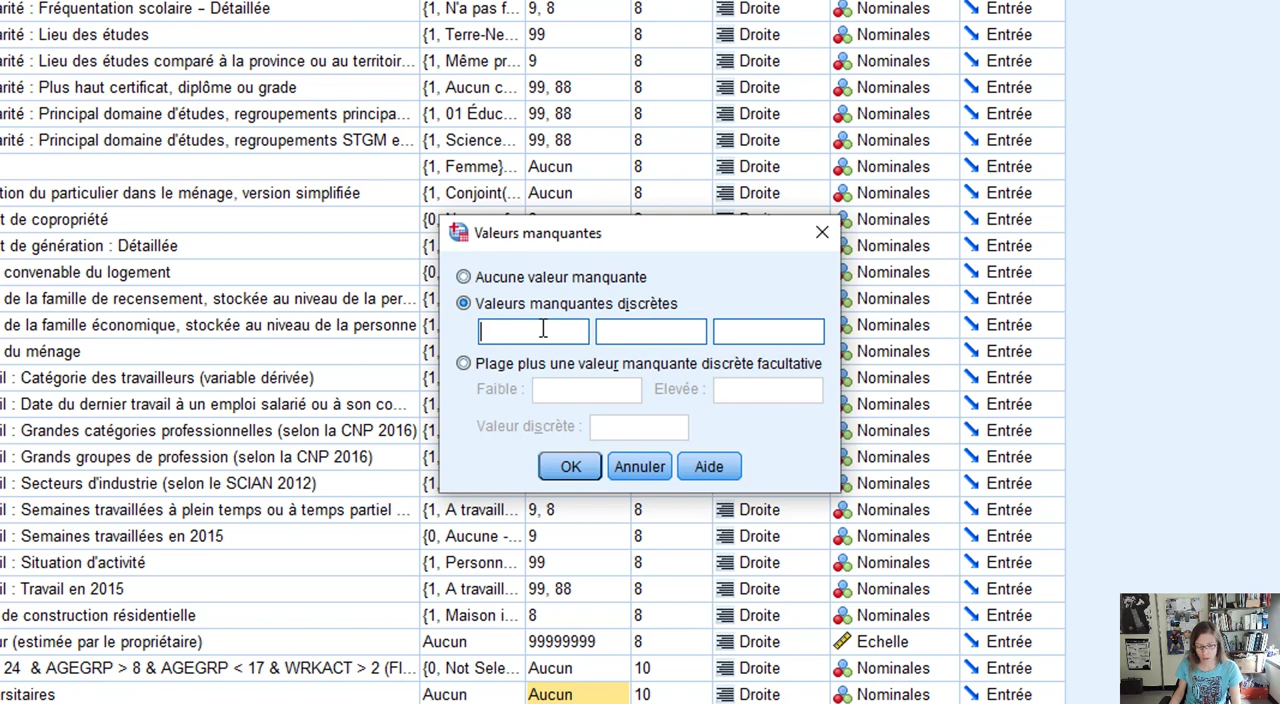 arité : Fréquentation scolaire – Détaillée {1, N'a pas f... 9, 8 8 Droite Nominales Entrée
arité : Lieu des études {1, Terre-Ne... 99 8 Droite Nominales Entrée
arité : Lieu des études comparé à la province ou au territoir... {1, Même pr... 9 8 Droite Nominales Entrée
arité : Plus haut certificat, diplôme ou grade {1, Aucun c... 99, 88 8 Droite Nominales Entrée
arité : Principal domaine d'études, regroupements principa... {1, 01 Éduc... 99, 88 8 Droite Nominales Entrée
arité : Principal domaine d'études, regroupements STGM e... {1, Science... 99, 88 8 Droite Nominales Entrée
{1, Femme}... Aucun 8 Droite Nominales Entrée
tion du particulier dans le ménage, version simplifiée {1, Conjoint(... Aucun 8 Droite Nominales Entrée
t de copropriété {0, Nominales Entrée
t de génération : Détaillée {1, Nominales Entrée
convenable du logement {0, Nominales Entrée
de la famille de recensement, stockée au niveau de la per... {1, Nominales Entrée
de la famille économique, stockée au niveau de la personne {1, Nominales Entrée
du ménage {1, Nominales Entrée
il : Catégorie des travailleurs (variable dérivée) {1, Nominales Entrée
il : Date du dernier travail à un emploi salarié ou à son co... {1, Nominales Entrée
il : Grandes catégories professionnelles (selon la CNP 2016) {1, Nominales Entrée
il : Grands groupes de profession (selon la CNP 2016) {1, Nominales Entrée
il : Secteurs d'industrie (selon le SCIAN 2012) {1, Nominales Entrée
il : Semaines travaillées à plein temps ou à temps partiel ... {1, A travaill... 9, 8 8 Droite Nominales Entrée
il : Semaines travaillées en 2015 {0, Aucune -... 9 8 Droite Nominales Entrée
il : Situation d'activité {1, Personn... 99 8 Droite Nominales Entrée
il : Travail en 2015 {1, A travaill... 99, 88 8 Droite Nominales Entrée
de construction résidentielle {1, Maison i... 8 8 Droite Nominales Entrée
ur (estimée par le propriétaire) Aucun 99999999 8 Droite Echelle Entrée
24 & AGEGRP > 8 & AGEGRP < 17 & WRKACT > 2 (FI... {0, Not Sele... Aucun 10 Droite Nominales Entrée
ersitaires Aucun Aucun 10 Droite Nominales Entrée
Valeurs manquantes
Aucune valeur manquante
Valeurs manquantes discrètes
Plage plus une valeur manquante discrète facultative
Faible : Elevée :
Valeur discrète :
OK Annuler Aide